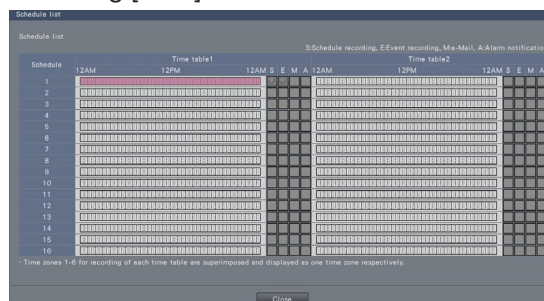 Schedule list
Schedule list
S:Schedule recording, E:Event recording, M:e-Mail, A:Alarm notificatio
Schedule Time table1 Time table2
12AM 12PM 12AM S E M A 12AM 12PM 12AM S E M A
1
2
3
4
5
6
7
8
9
10
11
12
13
14
15
16
- Time zones 1-6 for recording of each time table are superimposed and displayed as one time zone respectively.
Close